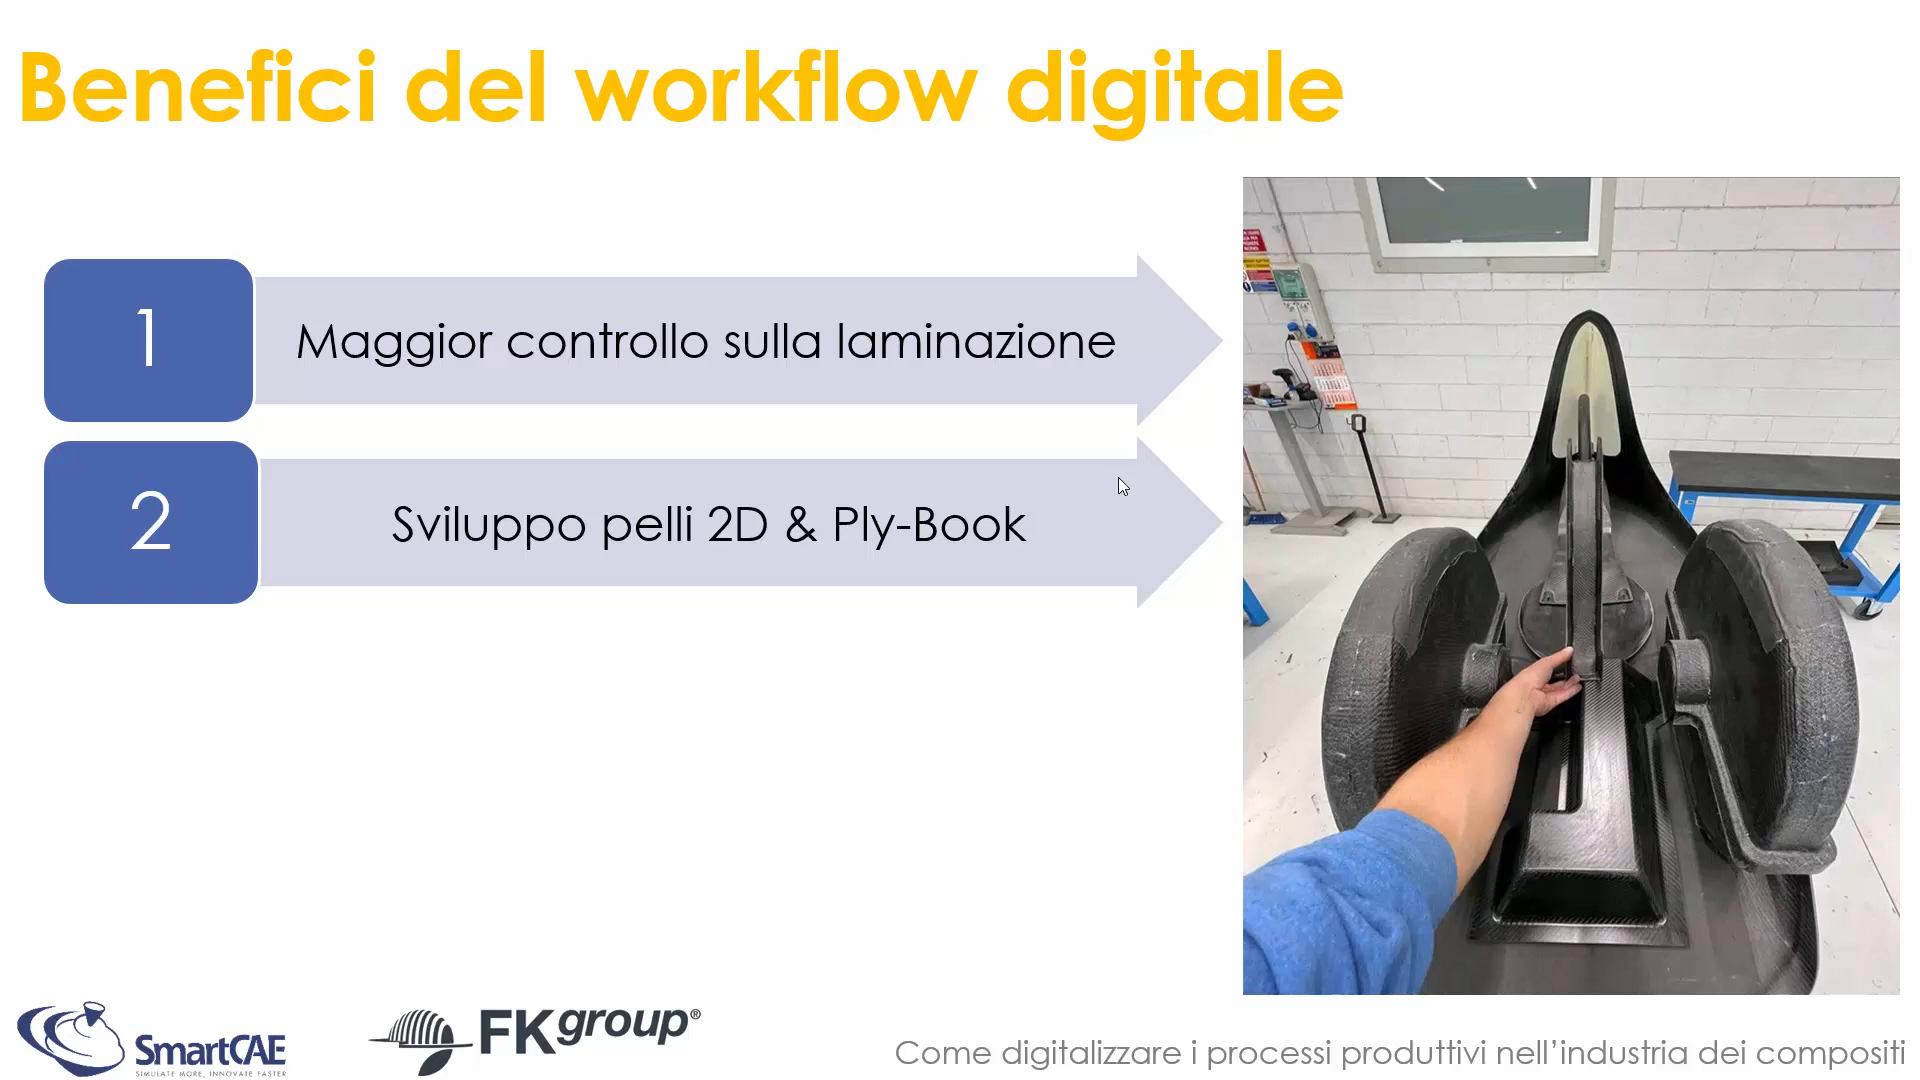 Benefici del workflow digitale
1
Maggior controllo sulla laminazione
2
Sviluppo pelli 2D & Ply-Book
SmartCAE
SIMULATE MORE, INNOVATE FASTER
FKgroup®
Come digitalizzare i processi produttivi nell’industria dei compositi